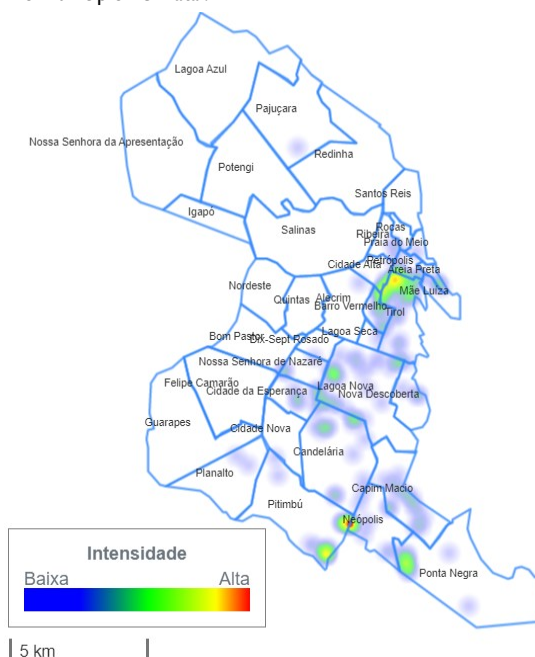 Lagoa Azul
Pajuçara
Nossa Senhora da Apresentação
Redinha
Potengi
Santos Reis
Igapó
Salinas
Rocas
Ribeira
Praia do Meio
Petrópolis
Cidade Alta
Areia Preta
Mãe Luiza
Nordeste
Quintas
Alecrim
Barro Vermelho
Tirol
Lagoa Seca
Bom Pastor
Dix-Sept Rosado
Nossa Senhora de Nazaré
Felipe Camarão
Cidade da Esperança
Lagoa Nova
Nova Descoberta
Guarapes
Cidade Nova
Candelária
Planalto
Capim Macio
Pitimbú
Neópolis
Ponta Negra
Intensidade
Baixa Alta
5 km